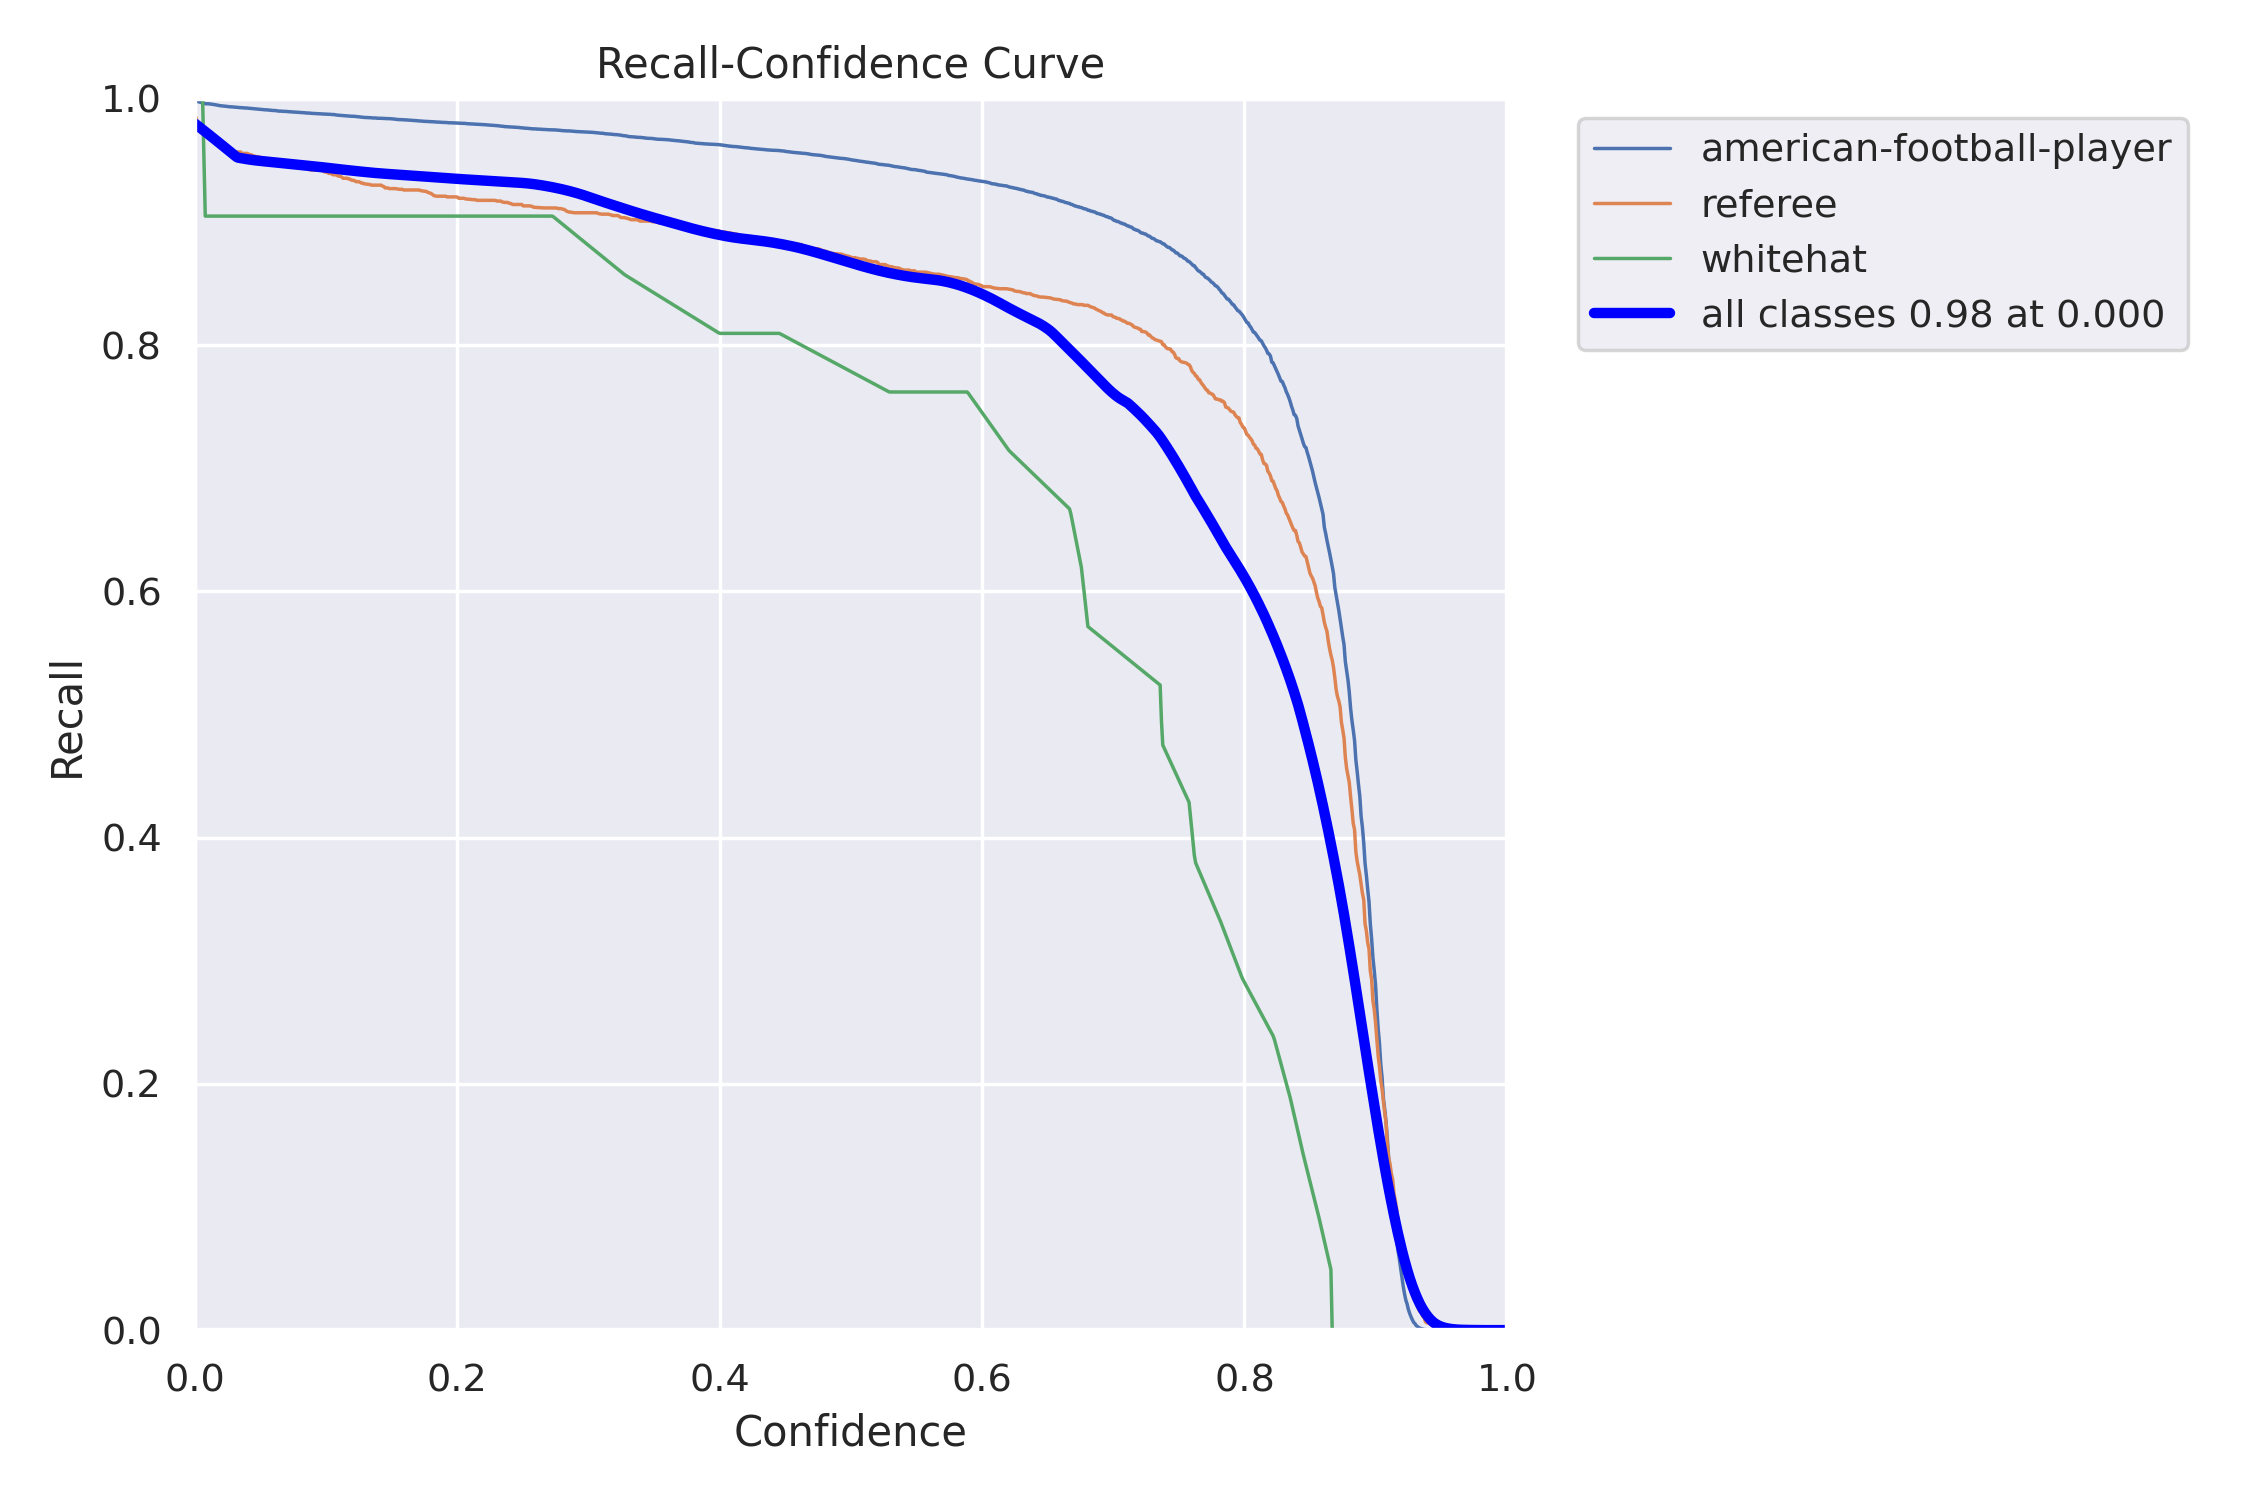 Recall-Confidence Curve
1.0
0.8
0.6
0.4
0.2
0.0
Recall
0.0 0.2 0.4 0.6 0.8 1.0
Confidence
american-football-player
referee
whitehat
all classes 0.98 at 0.000